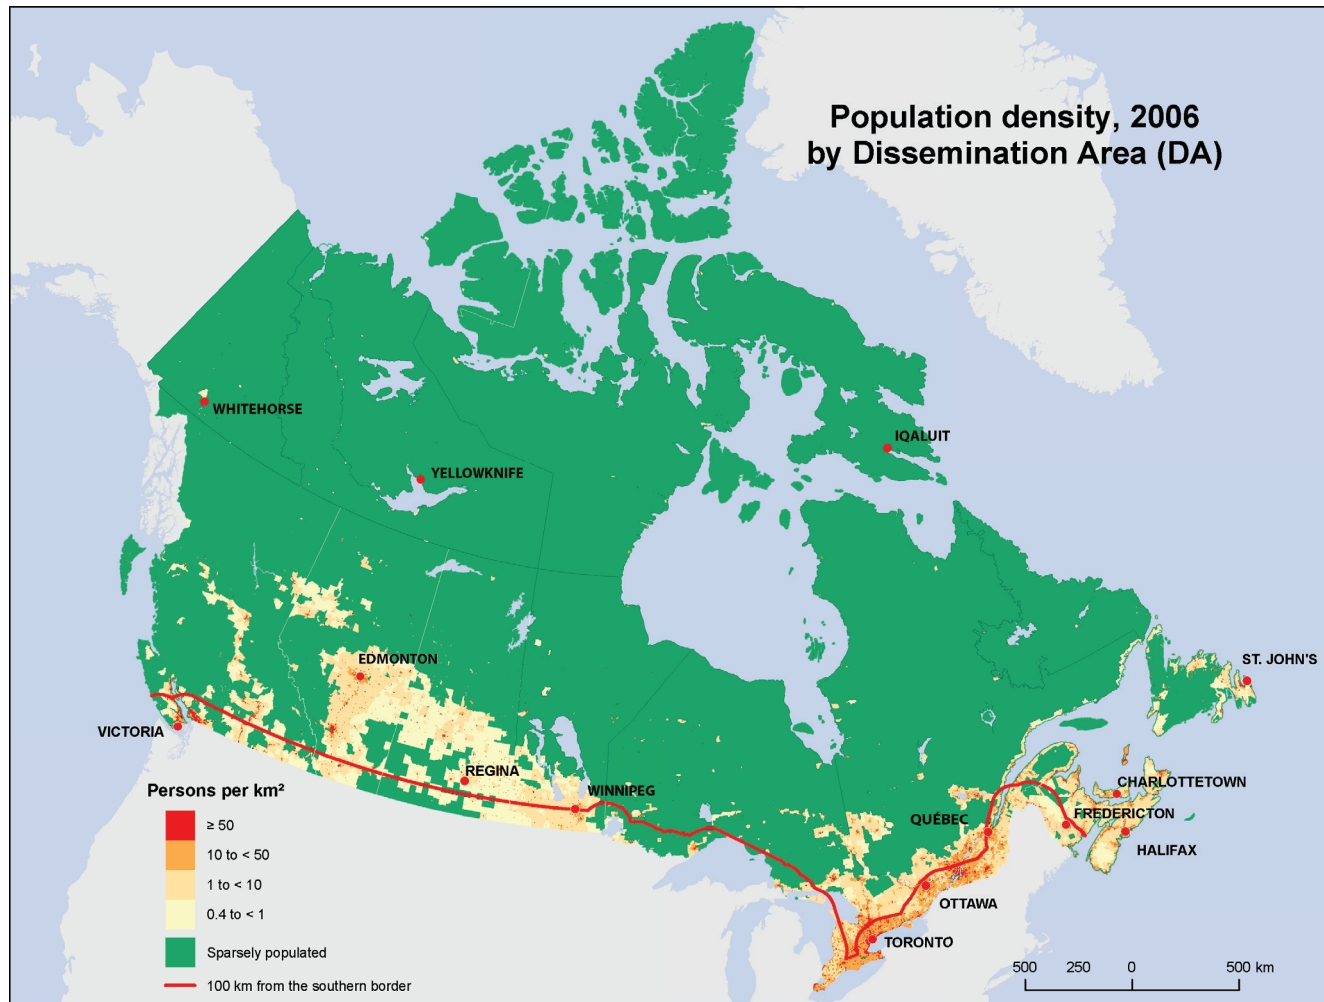 Population density, 2006
by Dissemination Area (DA)
WHITEHORSE
IQALUIT
YELLOWKNIFE
EDMONTON
ST. JOHN'S
VICTORIA
REGINA
WINNIPEG
CHARLOTTETOWN
QUÉBEC
FREDERICTON
HALIFAX
OTTAWA
TORONTO
Persons per km²
≥ 50
10 to < 50
1 to < 10
0.4 to < 1
Sparsely populated
100 km from the southern border
500 250 0 500 km